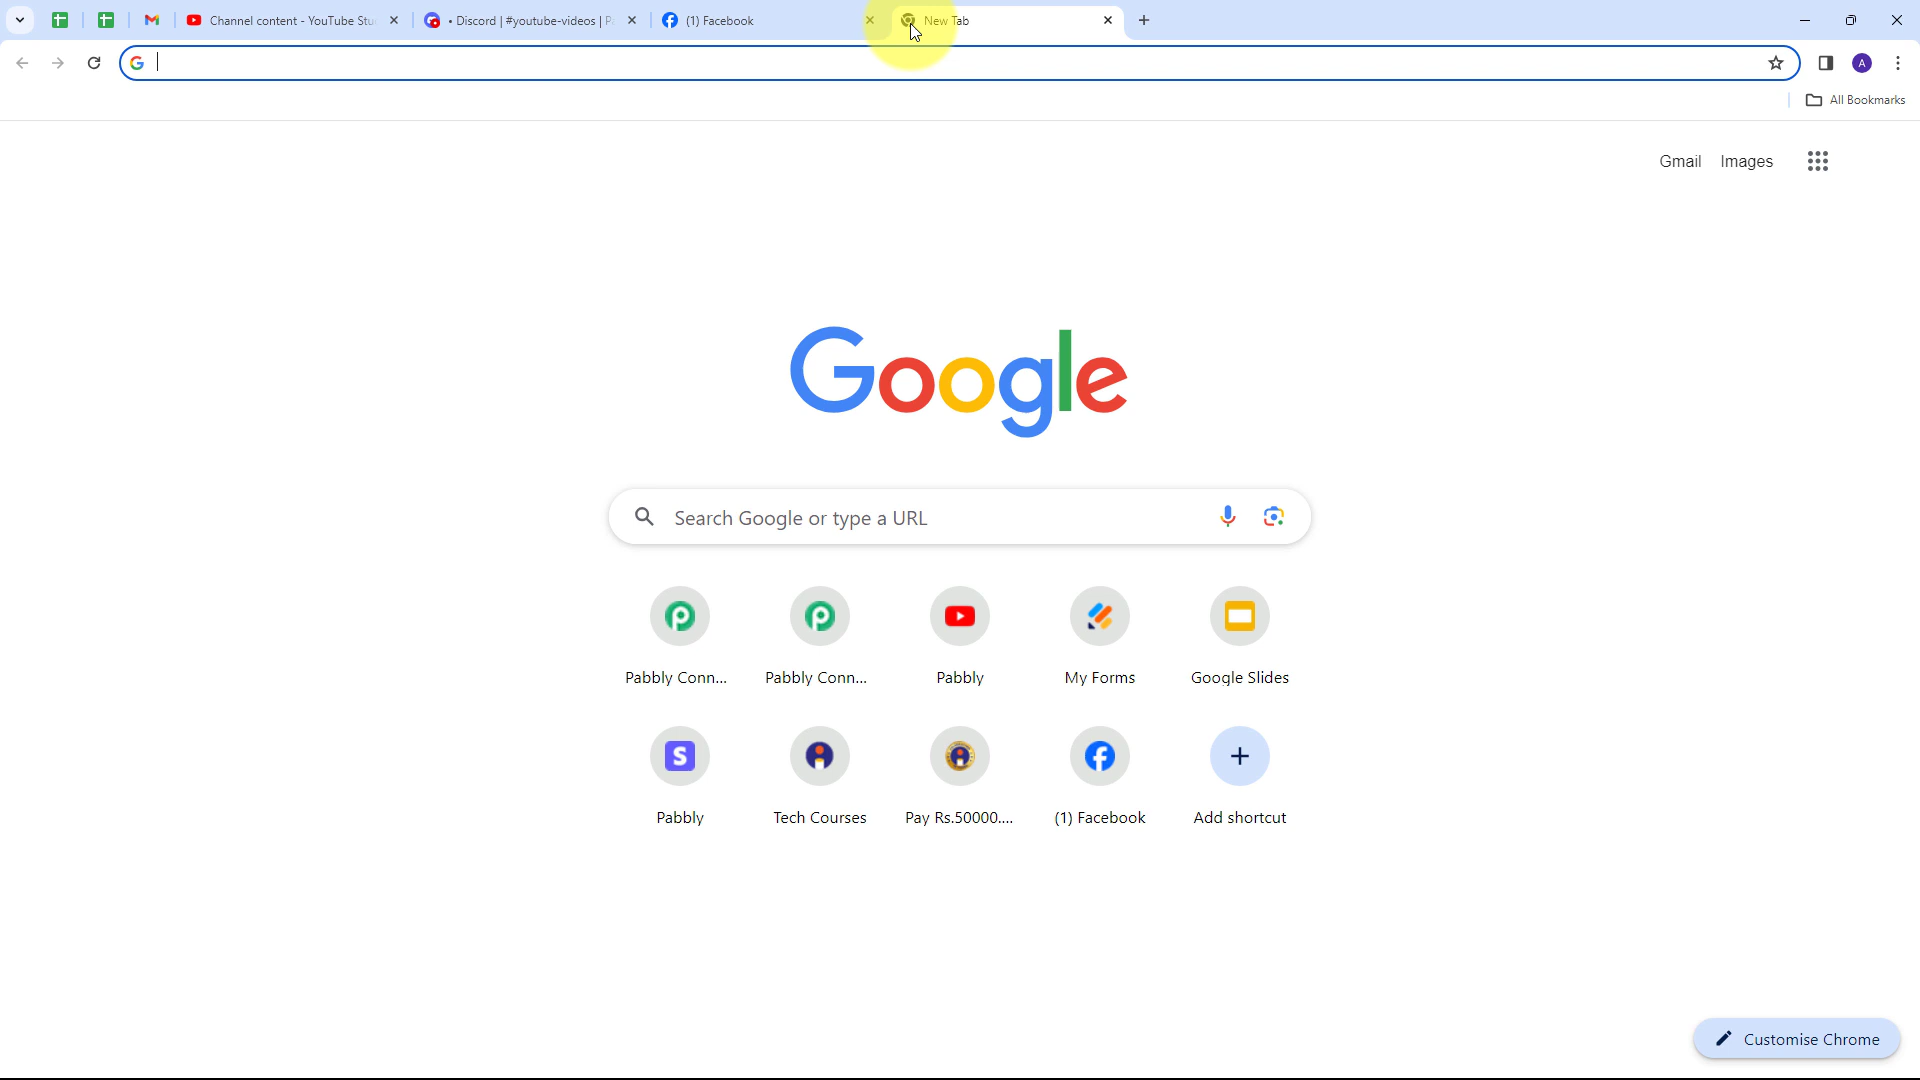 Channel content - YouTube Stu
• Discord | #youtube-videos | P
(1) Facebook
New Tab
All Bookmarks
Gmail
Images
Google
Search Google or type a URL
Pabbly Conn...
Pabbly Conn...
Pabbly
My Forms
Google Slides
Pabbly
Tech Courses
Pay Rs.50000....
(1) Facebook
Add shortcut
Customise Chrome
A